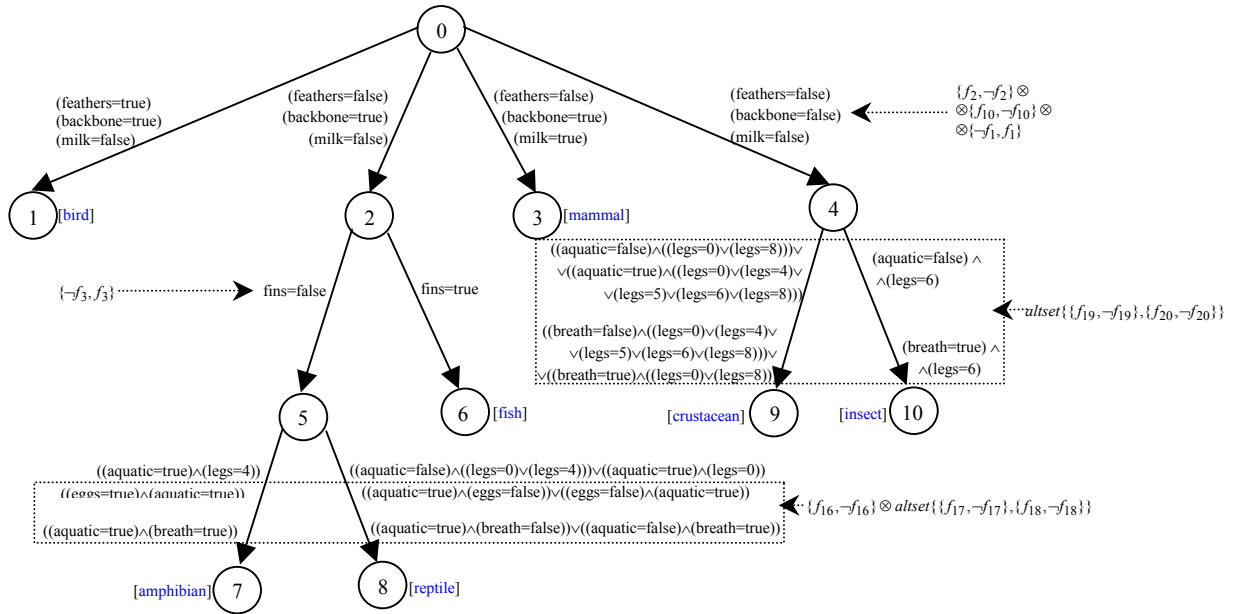 0
(feathers=true)
(backbone=true)
(milk=false)
(feathers=false)
(backbone=true)
(milk=false)
(feathers=false)
(backbone=true)
(milk=true)
(feathers=false)
(backbone=false)
(milk=false)
{f₂,¬f₂}⊗
⊗{f₁₀,¬f₁₀}⊗
⊗{¬f₁,f₁}
1
[bird]
2
3
[mammal]
4
{¬f₃,f₃}
fins=false
fins=true
((aquatic=false)∧((legs=0)∨(legs=8)))∨
∨((aquatic=true)∧((legs=0)∨(legs=4)∨
∨(legs=5)∨(legs=6)∨(legs=8)))
(aquatic=false) ∧
∧(legs=6)
altset{{f₁₉,¬f₁₉},{f₂₀,¬f₂₀}}
((breath=false)∧((legs=0)∨(legs=4)∨
∨(legs=5)∨(legs=6)∨(legs=8)))∨
∨((breath=true)∧((legs=0)∨(legs=8))
(breath=true) ∧
∧(legs=6)
5
6
[fish]
[crustacean]
9
[insect]
10
((aquatic=true)∧(legs=4))
((aquatic=false)∧((legs=0)∨(legs=4)))∨((aquatic=true)∧(legs=0))
((eggs=true)∧(aquatic=true))
((aquatic=true)∧(eggs=false))∨((eggs=false)∧(aquatic=true))
((aquatic=true)∧(breath=true))
((aquatic=true)∧(breath=false))∨((aquatic=false)∧(breath=true))
{f₁₆,¬f₁₆}⊗ altset{{f₁₇,¬f₁₇},{f₁₈,¬f₁₈}}
[amphibian]
7
8
[reptile]